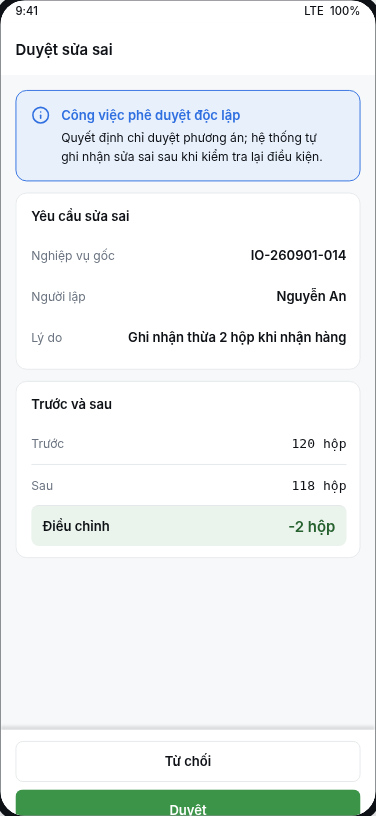 9:41
LTE 100%
Duyệt sửa sai
Công việc phê duyệt độc lập
Quyết định chỉ duyệt phương án; hệ thống tự
ghi nhận sửa sai sau khi kiểm tra lại điều kiện.
Yêu cầu sửa sai
Nghiệp vụ gốc IO-260901-014
Người lập Nguyễn An
Lý do Ghi nhận thừa 2 hộp khi nhận hàng
Trước và sau
Trước 120 hộp
Sau 118 hộp
Điều chỉnh -2 hộp
Từ chối
Duyệt